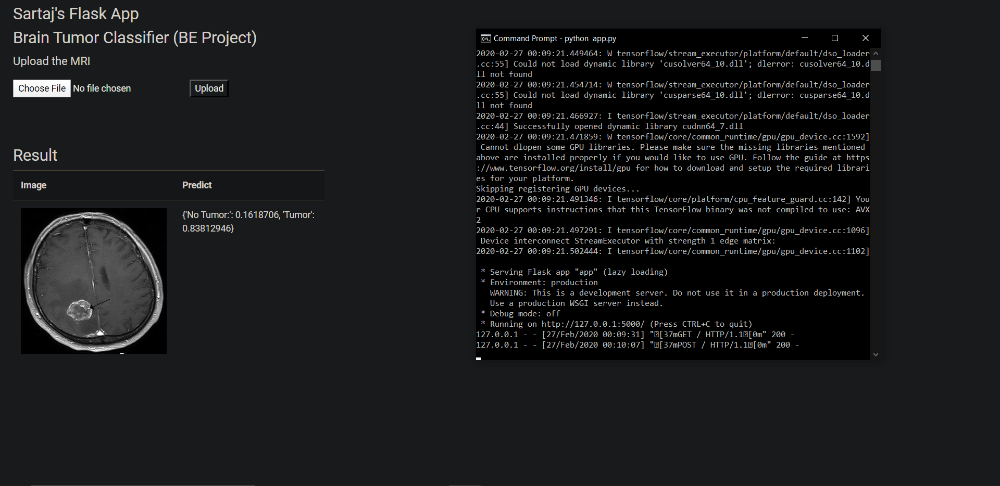 Sartaj's Flask App
Brain Tumor Classifier (BE Project)
Upload the MRI
Choose File No file chosen Upload
Result
Image Predict
{'No Tumor:': 0.1618706, 'Tumor':
0.83812946}
Command Prompt - python  app.py
2020-02-27 00:09:21.449464: W tensorflow/stream_executor/platform/default/dso_loader
.cc:55] Could not load dynamic library 'cusolver64_10.dll'; dlerror: cusolver64_10.d
ll not found
2020-02-27 00:09:21.454714: W tensorflow/stream_executor/platform/default/dso_loader
.cc:55] Could not load dynamic library 'cusparse64_10.dll'; dlerror: cusparse64_10.d
ll not found
2020-02-27 00:09:21.466927: I tensorflow/stream_executor/platform/default/dso_loader
.cc:44] Successfully opened dynamic library cudnn64_7.dll
2020-02-27 00:09:21.471859: W tensorflow/core/common_runtime/gpu/gpu_device.cc:1592]
Cannot dlopen some GPU libraries. Please make sure the missing libraries mentioned
above are installed properly if you would like to use GPU. Follow the guide at https
://www.tensorflow.org/install/gpu for how to download and setup the required librari
es for your platform.
Skipping registering GPU devices...
2020-02-27 00:09:21.491346: I tensorflow/core/platform/cpu_feature_guard.cc:142] You
r CPU supports instructions that this TensorFlow binary was not compiled to use: AVX
2
2020-02-27 00:09:21.497291: I tensorflow/core/common_runtime/gpu/gpu_device.cc:1096]
Device interconnect StreamExecutor with strength 1 edge matrix:
2020-02-27 00:09:21.502444: I tensorflow/core/common_runtime/gpu/gpu_device.cc:1102]
* Serving Flask app "app" (lazy loading)
* Environment: production
WARNING: This is a development server. Do not use it in a production deployment.
Use a production WSGI server instead.
* Debug mode: off
* Running on http://127.0.0.1:5000/ (Press CTRL+C to quit)
127.0.0.1 - - [27/Feb/2020 00:09:31] "[37mGET / HTTP/1.1[0m" 200 -
127.0.0.1 - - [27/Feb/2020 00:10:07] "[37mPOST / HTTP/1.1[0m" 200 -